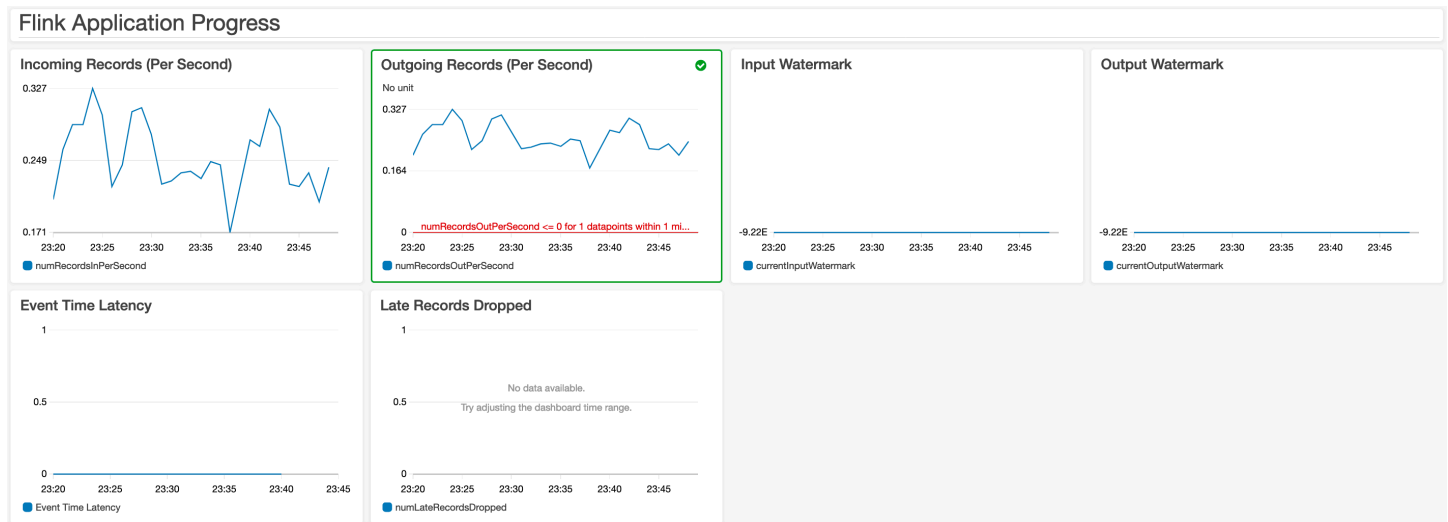 Flink Application Progress
Incoming Records (Per Second)
0.327
0.249
0.171
23:20 23:25 23:30 23:35 23:40 23:45
numRecordsInPerSecond
Outgoing Records (Per Second)
No unit
0.327
0.164
numRecordsOutPerSecond <= 0 for 1 datapoints within 1 mi...
0
23:20 23:25 23:30 23:35 23:40 23:45
numRecordsOutPerSecond
Input Watermark
-9.22E
23:20 23:25 23:30 23:35 23:40 23:45
currentInputWatermark
Output Watermark
-9.22E
23:20 23:25 23:30 23:35 23:40 23:45
currentOutputWatermark
Event Time Latency
1
0.5
0
23:20 23:25 23:30 23:35 23:40 23:45
Event Time Latency
Late Records Dropped
1
No data available.
0.5
Try adjusting the dashboard time range.
0
23:20 23:25 23:30 23:35 23:40 23:45
numLateRecordsDropped